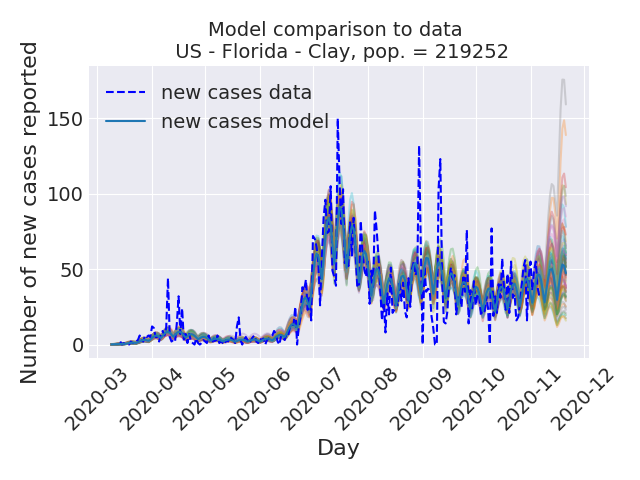 Model comparison to data
US - Florida - Clay, pop. = 219252
Number of new cases reported
new cases data
new cases model
150
100
50
0
2020-03
2020-04
2020-05
2020-06
2020-07
2020-08
2020-09
2020-10
2020-11
2020-12
Day